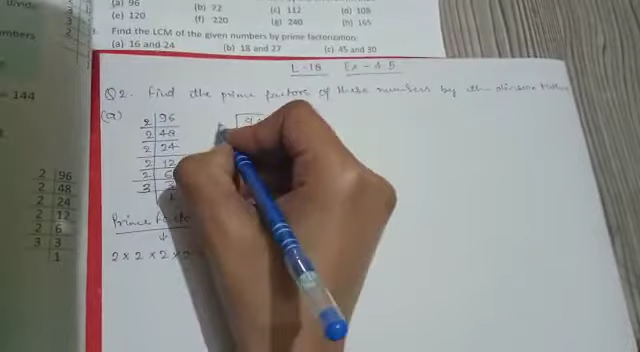 (a) 96 (b) 72 (c) 112 (d) 108
(e) 120 (f) 220 (g) 240 (h) 165
Find the LCM of the given numbers by prime factorization:
(a) 16 and 24 (b) 18 and 27 (c) 45 and 30
L-18 Ex-4.5
Q2. Find the prime factors of these numbers by the division
(a)
2 96
2 48
2 24
2 12
2 6
3
Prime
2 × 2 × 2 ×
= 144
2 96
2 48
2 24
2 12
2 6
3 3
1